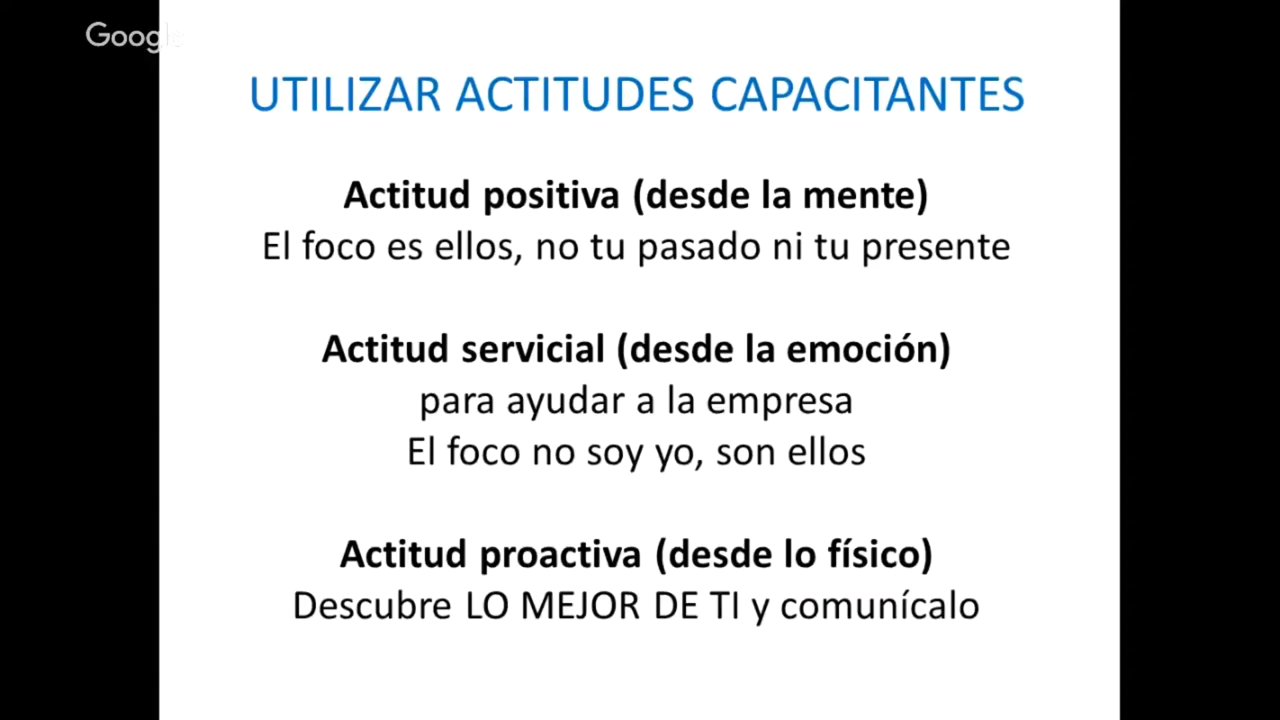 Google
UTILIZAR ACTITUDES CAPACITANTES
Actitud positiva (desde la mente)
El foco es ellos, no tu pasado ni tu presente
Actitud servicial (desde la emoción)
para ayudar a la empresa
El foco no soy yo, son ellos
Actitud proactiva (desde lo físico)
Descubre LO MEJOR DE TI y comunícalo